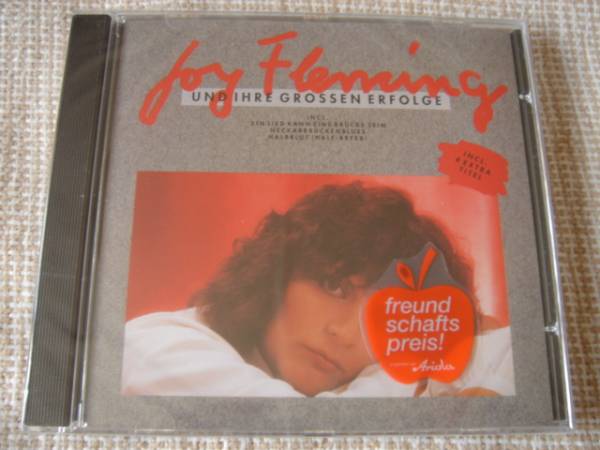 Joy Fleming
UND IHRE GROSSEN ERFOLGE
INCL.
EIN LIED KANN EINE BRÜCKE SEIN
NECKARBRÜCKENBLUES
HALBBLUT (HALF-BREED)
INCL.
4 EXTRA
TITEL
freund
schafts
preis!
Ariola